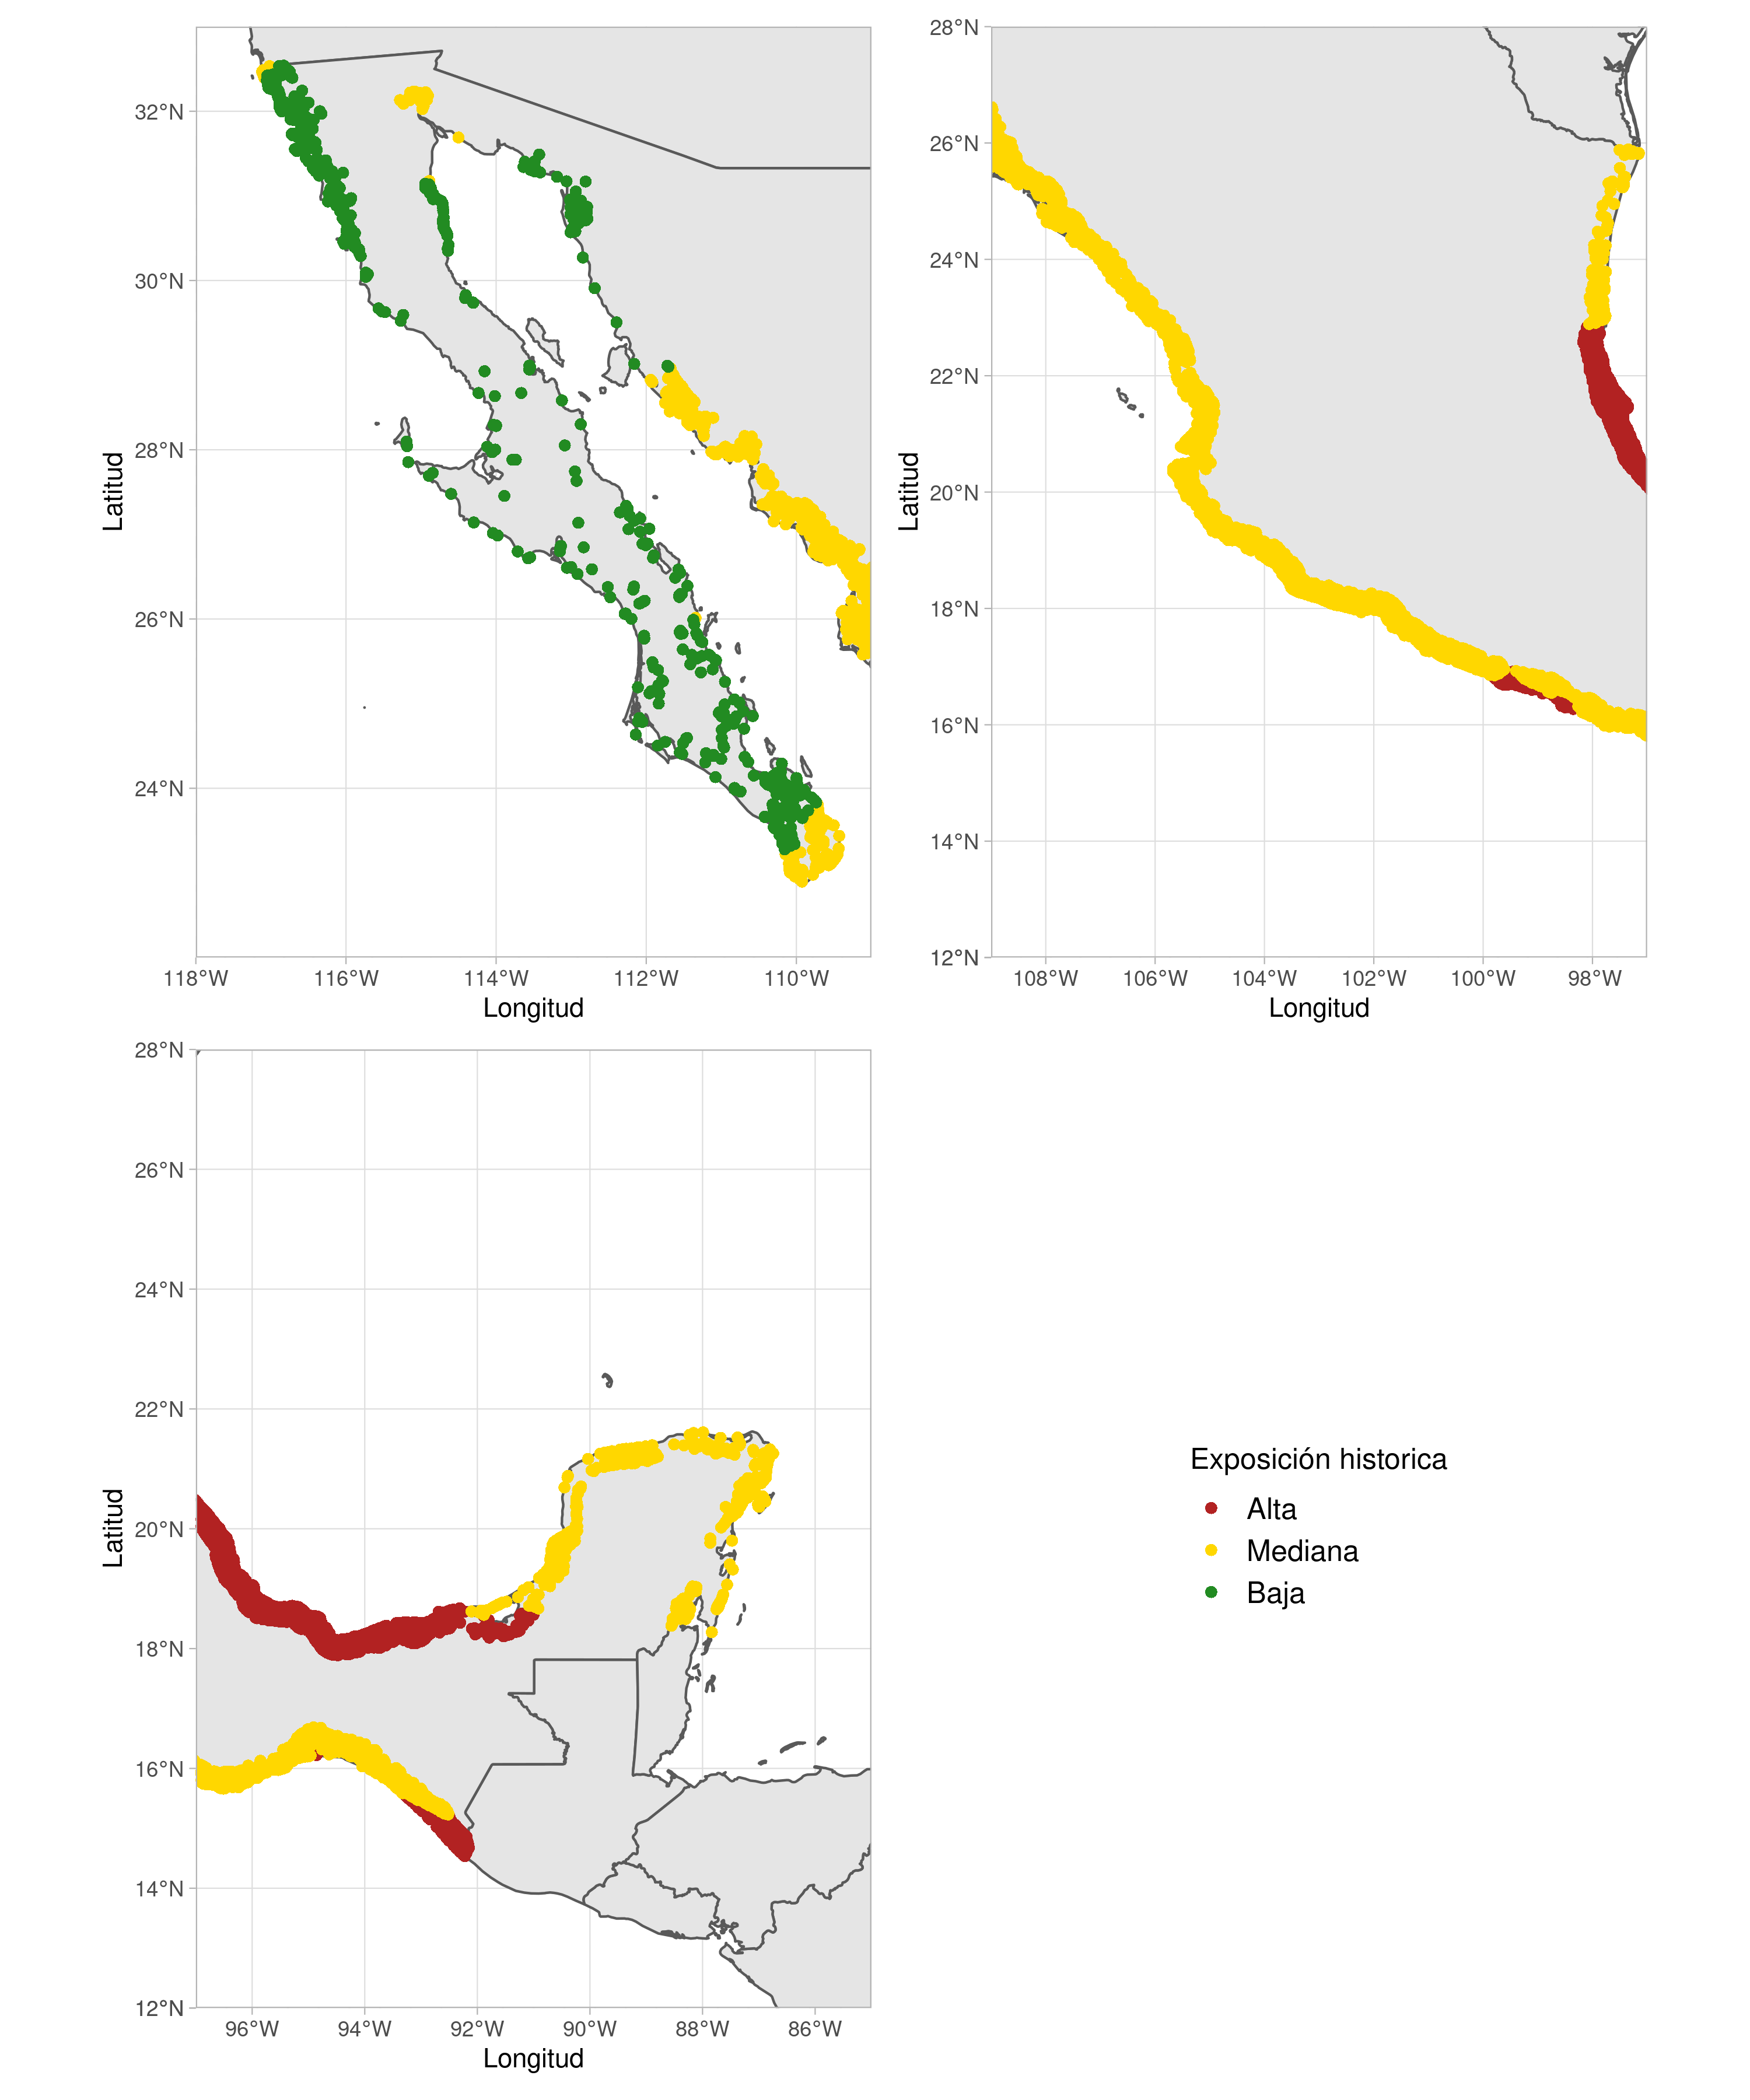 32°N
30°N
28°N
26°N
24°N
118°W 116°W 114°W 112°W 110°W
Longitud
Latitud
28°N
26°N
24°N
22°N
20°N
18°N
16°N
14°N
12°N
108°W 106°W 104°W 102°W 100°W 98°W
Longitud
Latitud
28°N
26°N
24°N
22°N
20°N
18°N
16°N
14°N
12°N
96°W 94°W 92°W 90°W 88°W 86°W
Longitud
Latitud
Exposición historica
Alta
Mediana
Baja